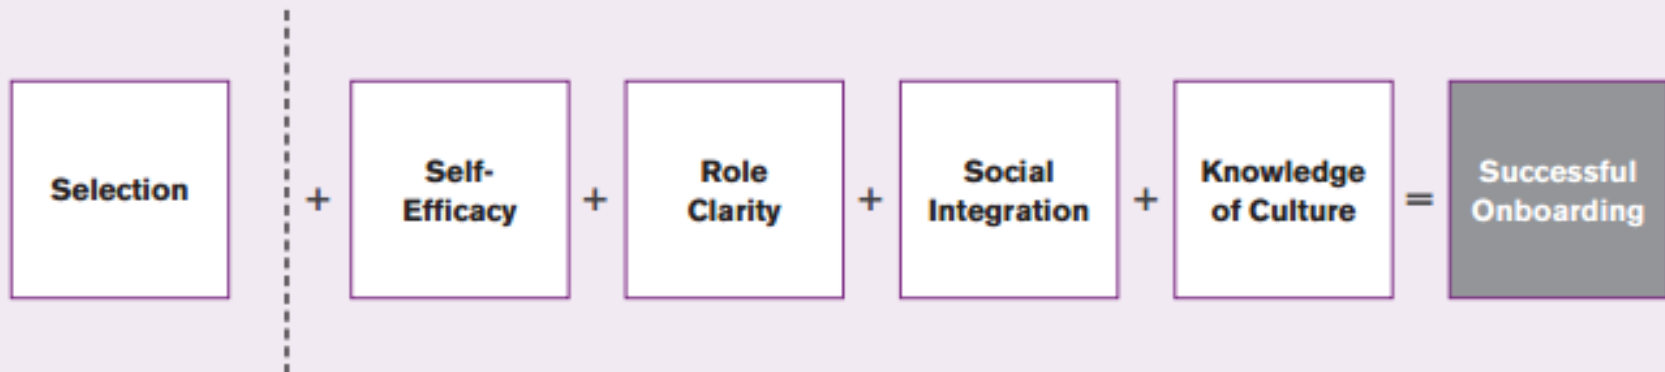 Selection
+
Self-
Efficacy
+
Role
Clarity
+
Social
Integration
+
Knowledge
of Culture
=
Successful
Onboarding